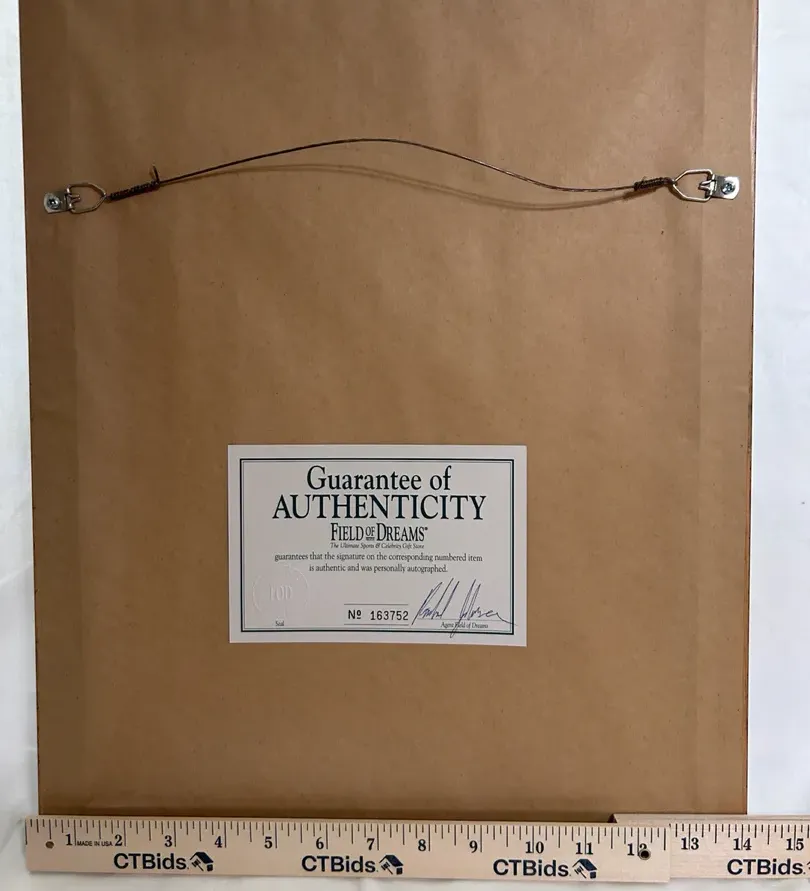 Guarantee of
AUTHENTICITY
FIELD OF DREAMS®
The Ultimate Sports & Celebrity Gift Store
guarantees that the signature on the corresponding numbered item
is authentic and was personally autographed.
FOD
Nº 163752
Seal
Agent Field of Dreams
1 MADE IN USA 2 3 4 5 6 7 8 9 10 11 12 13 14 15
CTBids CTBids CTBids CTBids